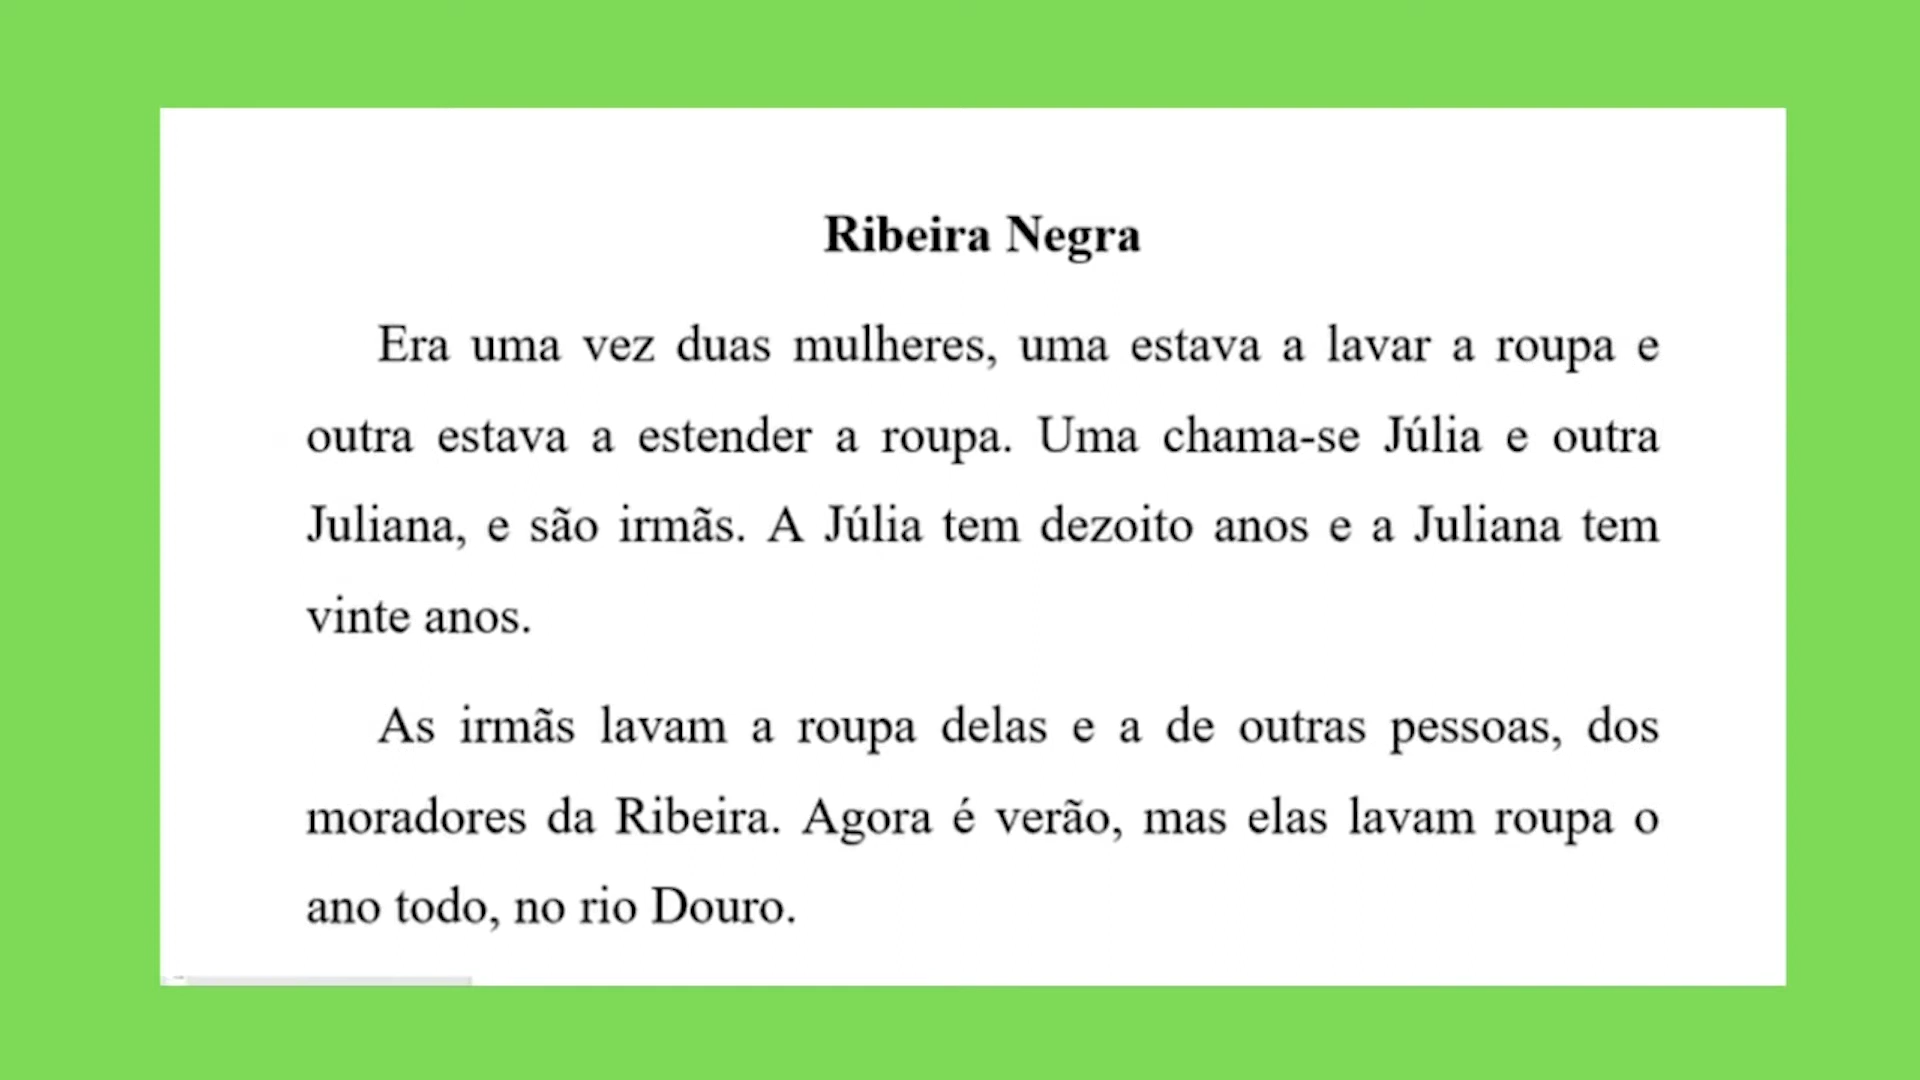 Ribeira Negra
Era uma vez duas mulheres, uma estava a lavar a roupa e
outra estava a estender a roupa. Uma chama-se Júlia e outra
Juliana, e são irmãs. A Júlia tem dezoito anos e a Juliana tem
vinte anos.
As irmãs lavam a roupa delas e a de outras pessoas, dos
moradores da Ribeira. Agora é verão, mas elas lavam roupa o
ano todo, no rio Douro.